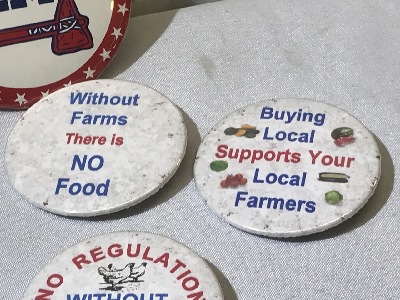 Without
Farms
There is
NO
Food
Buying
Local
Supports Your
Local
Farmers
NO REGULATION
WITHOUT